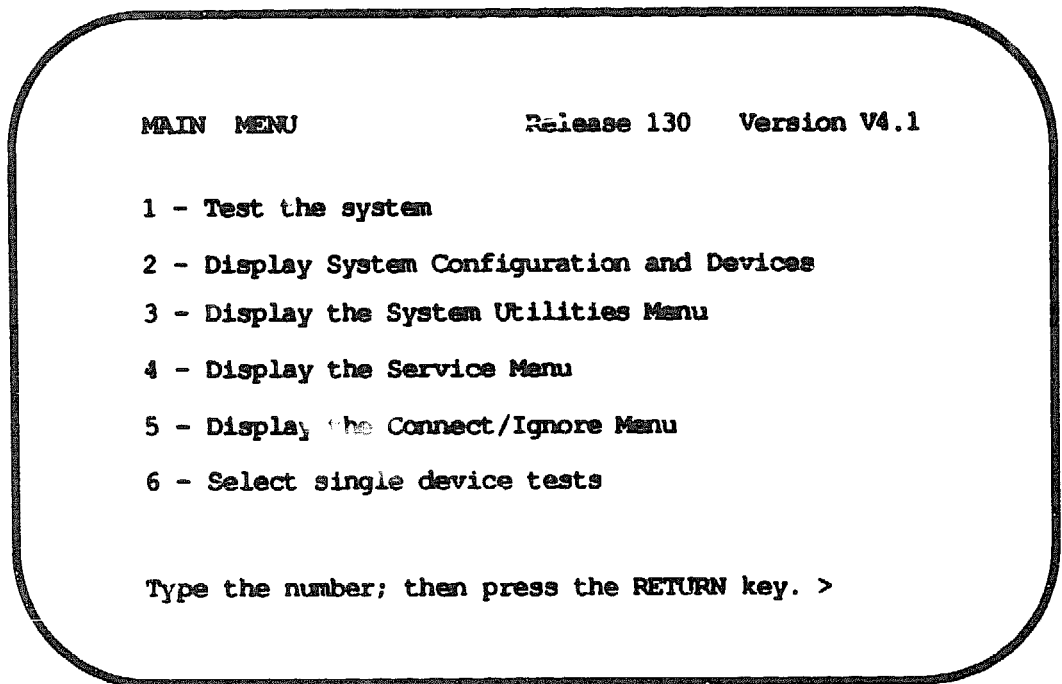 MAIN MENU Release 130 Version V4.1
1 - Test the system
2 - Display System Configuration and Devices
3 - Display the System Utilities Menu
4 - Display the Service Menu
5 - Display the Connect/Ignore Menu
6 - Select single device tests
Type the number; then press the RETURN key. >